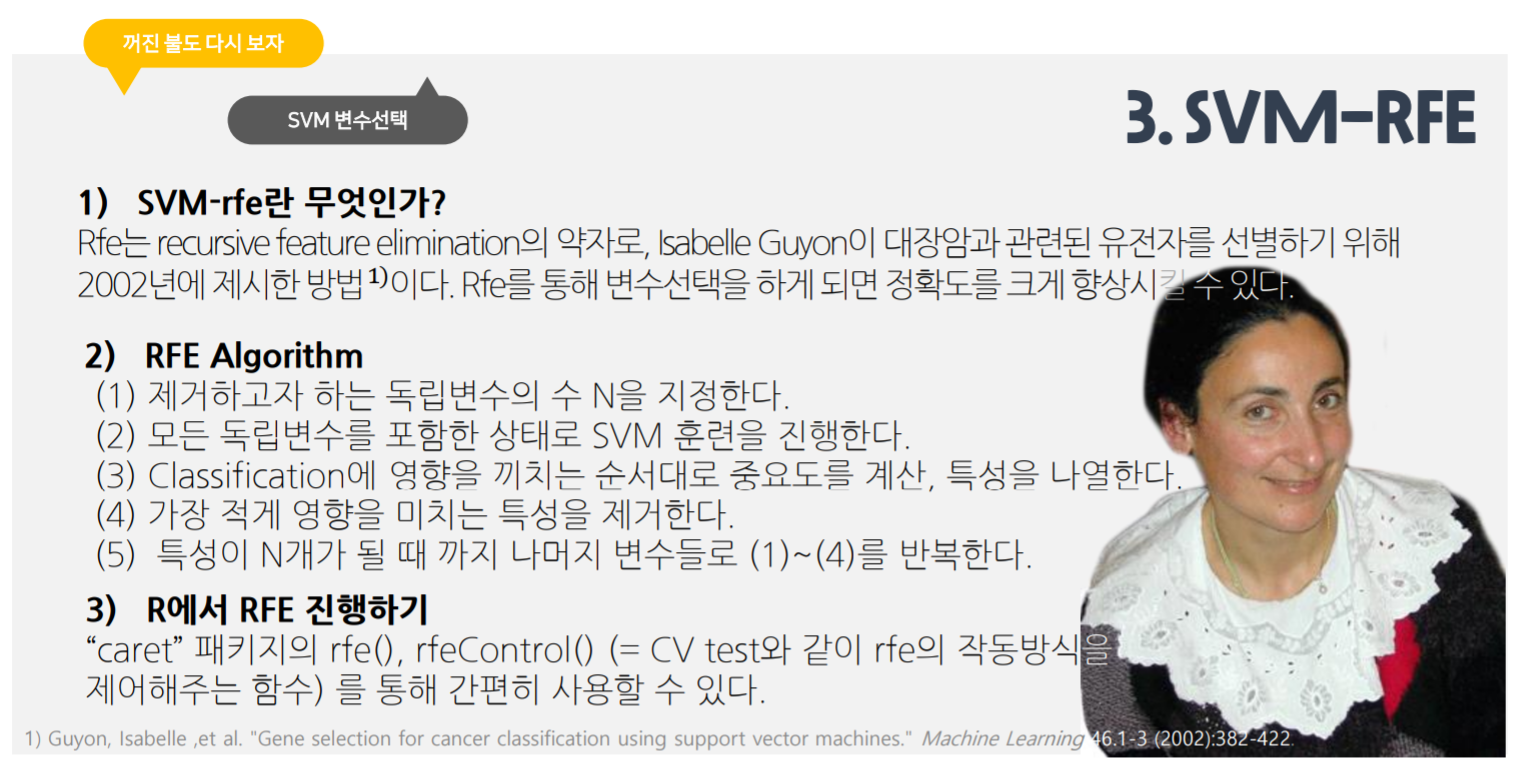 꺼진 불도 다시 보자
SVM 변수선택
3. SVM-RFE
1) SVM-rfe란 무엇인가?
Rfe는 recursive feature elimination의 약자로, Isabelle Guyon이 대장암과 관련된 유전자를 선별하기 위해
2002년에 제시한 방법1)이다. Rfe를 통해 변수선택을 하게 되면 정확도를 크게 향상시킬 수 있다.
2) RFE Algorithm
(1) 제거하고자 하는 독립변수의 수 N을 지정한다.
(2) 모든 독립변수를 포함한 상태로 SVM 훈련을 진행한다.
(3) Classification에 영향을 끼치는 순서대로 중요도를 계산, 특성을 나열한다.
(4) 가장 적게 영향을 미치는 특성을 제거한다.
(5) 특성이 N개가 될 때 까지 나머지 변수들로 (1)~(4)를 반복한다.
3) R에서 RFE 진행하기
“caret” 패키지의 rfe(), rfeControl() (= CV test와 같이 rfe의 작동방식을
제어해주는 함수) 를 통해 간편히 사용할 수 있다.
1) Guyon, Isabelle ,et al. "Gene selection for cancer classification using support vector machines." Machine Learning 46.1-3 (2002):382-422.